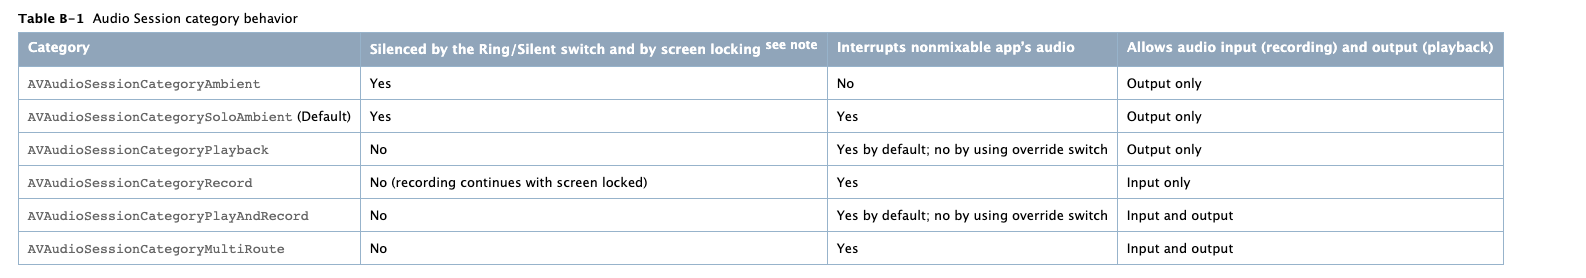 Table B-1 Audio Session category behavior
Category Silenced by the Ring/Silent switch and by screen locking see note Interrupts nonmixable app's audio Allows audio input (recording) and output (playback)
AVAudioSessionCategoryAmbient Yes No Output only
AVAudioSessionCategorySoloAmbient (Default) Yes Yes Output only
AVAudioSessionCategoryPlayback No Yes by default; no by using override switch Output only
AVAudioSessionCategoryRecord No (recording continues with screen locked) Yes Input only
AVAudioSessionCategoryPlayAndRecord No Yes by default; no by using override switch Input and output
AVAudioSessionCategoryMultiRoute No Yes Input and output